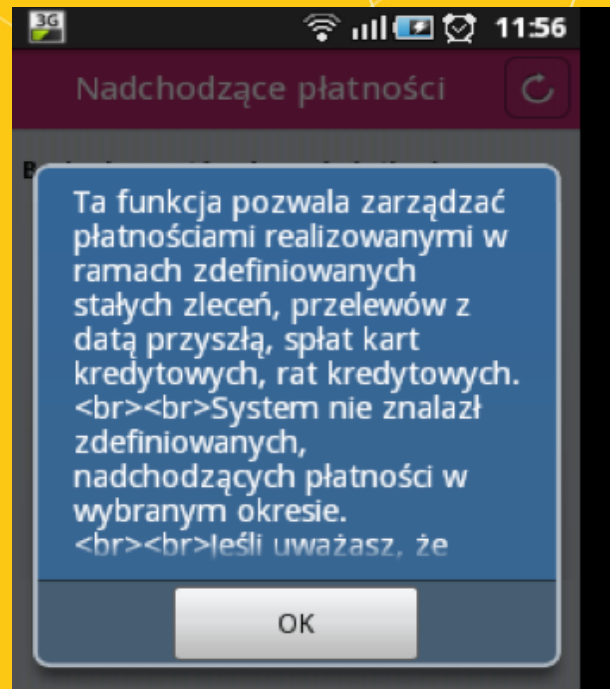 3G 11:56
Nadchodzące płatności
Ta funkcja pozwala zarządzać
płatnościami realizowanymi w
ramach zdefiniowanych
stałych zleceń, przelewów z
datą przyszłą, spłat kart
kredytowych, rat kredytowych.
<br><br>System nie znalazł
zdefiniowanych,
nadchodzących płatności w
wybranym okresie.
<br><br>Jeśli uważasz, że
OK